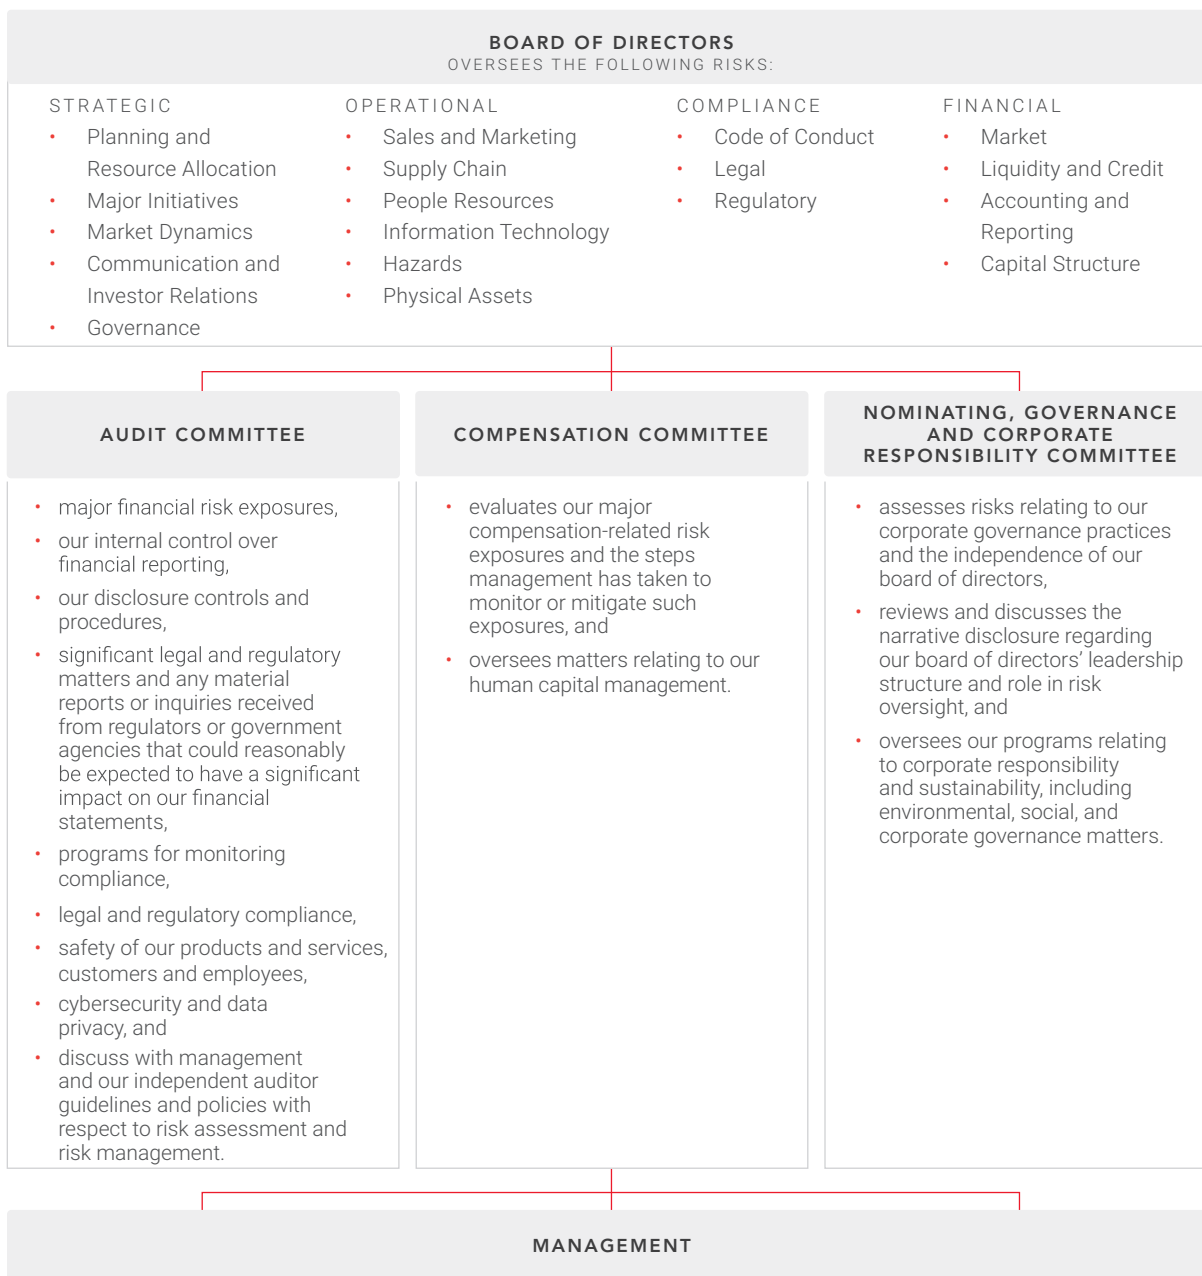 BOARD OF DIRECTORS
OVERSEES THE FOLLOWING RISKS:
STRATEGIC
• Planning and
Resource Allocation
• Major Initiatives
• Market Dynamics
• Communication and
Investor Relations
• Governance
OPERATIONAL
• Sales and Marketing
• Supply Chain
• People Resources
• Information Technology
• Hazards
• Physical Assets
COMPLIANCE
• Code of Conduct
• Legal
• Regulatory
FINANCIAL
• Market
• Liquidity and Credit
• Accounting and
Reporting
• Capital Structure
AUDIT COMMITTEE
• major financial risk exposures,
• our internal control over
financial reporting,
• our disclosure controls and
procedures,
• significant legal and regulatory
matters and any material
reports or inquiries received
from regulators or government
agencies that could reasonably
be expected to have a significant
impact on our financial
statements,
• programs for monitoring
compliance,
• legal and regulatory compliance,
• safety of our products and services,
customers and employees,
• cybersecurity and data
privacy, and
• discuss with management
and our independent auditor
guidelines and policies with
respect to risk assessment and
risk management.
COMPENSATION COMMITTEE
• evaluates our major
compensation-related risk
exposures and the steps
management has taken to
monitor or mitigate such
exposures, and
• oversees matters relating to our
human capital management.
NOMINATING, GOVERNANCE
AND CORPORATE
RESPONSIBILITY COMMITTEE
• assesses risks relating to our
corporate governance practices
and the independence of our
board of directors,
• reviews and discusses the
narrative disclosure regarding
our board of directors’ leadership
structure and role in risk
oversight, and
• oversees our programs relating
to corporate responsibility
and sustainability, including
environmental, social, and
corporate governance matters.
MANAGEMENT